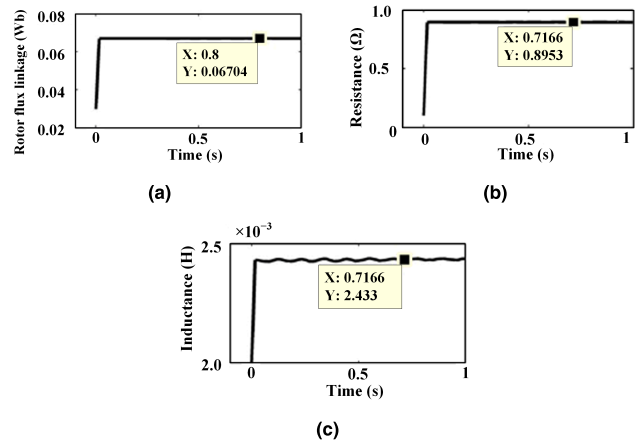 Rotor flux linkage (Wb)
0.08
0.06
0.04
0.02
X: 0.8
Y: 0.06704
0
0.5
1
Time (s)
(a)
Resistance (Ω)
1.0
0.5
0
X: 0.7166
Y: 0.8953
0
0.5
1
Time (s)
(b)
×10⁻³
Inductance (H)
2.5
2.0
X: 0.7166
Y: 2.433
0
0.5
1
Time (s)
(c)